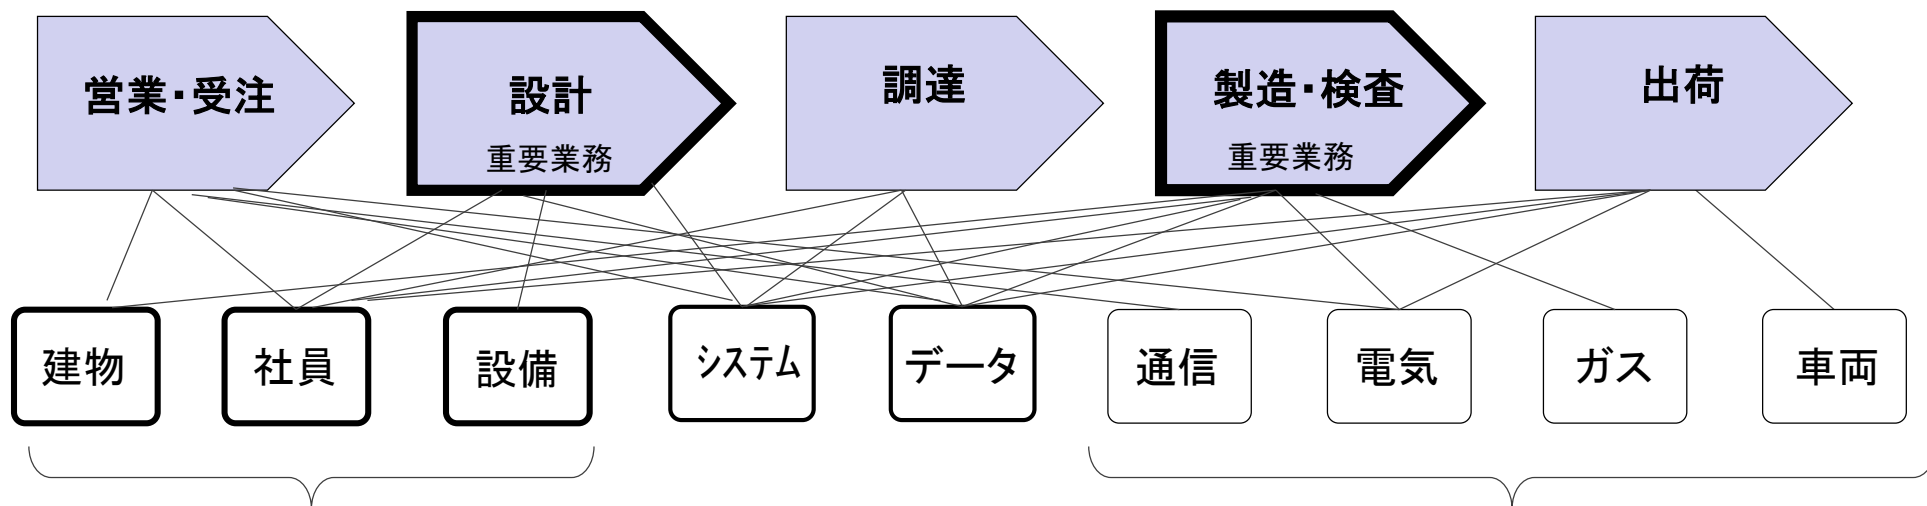 営業・受注
設計
重要業務
調達
製造・検査
重要業務
出荷
建物
社員
設備
システム
データ
通信
電気
ガス
車両